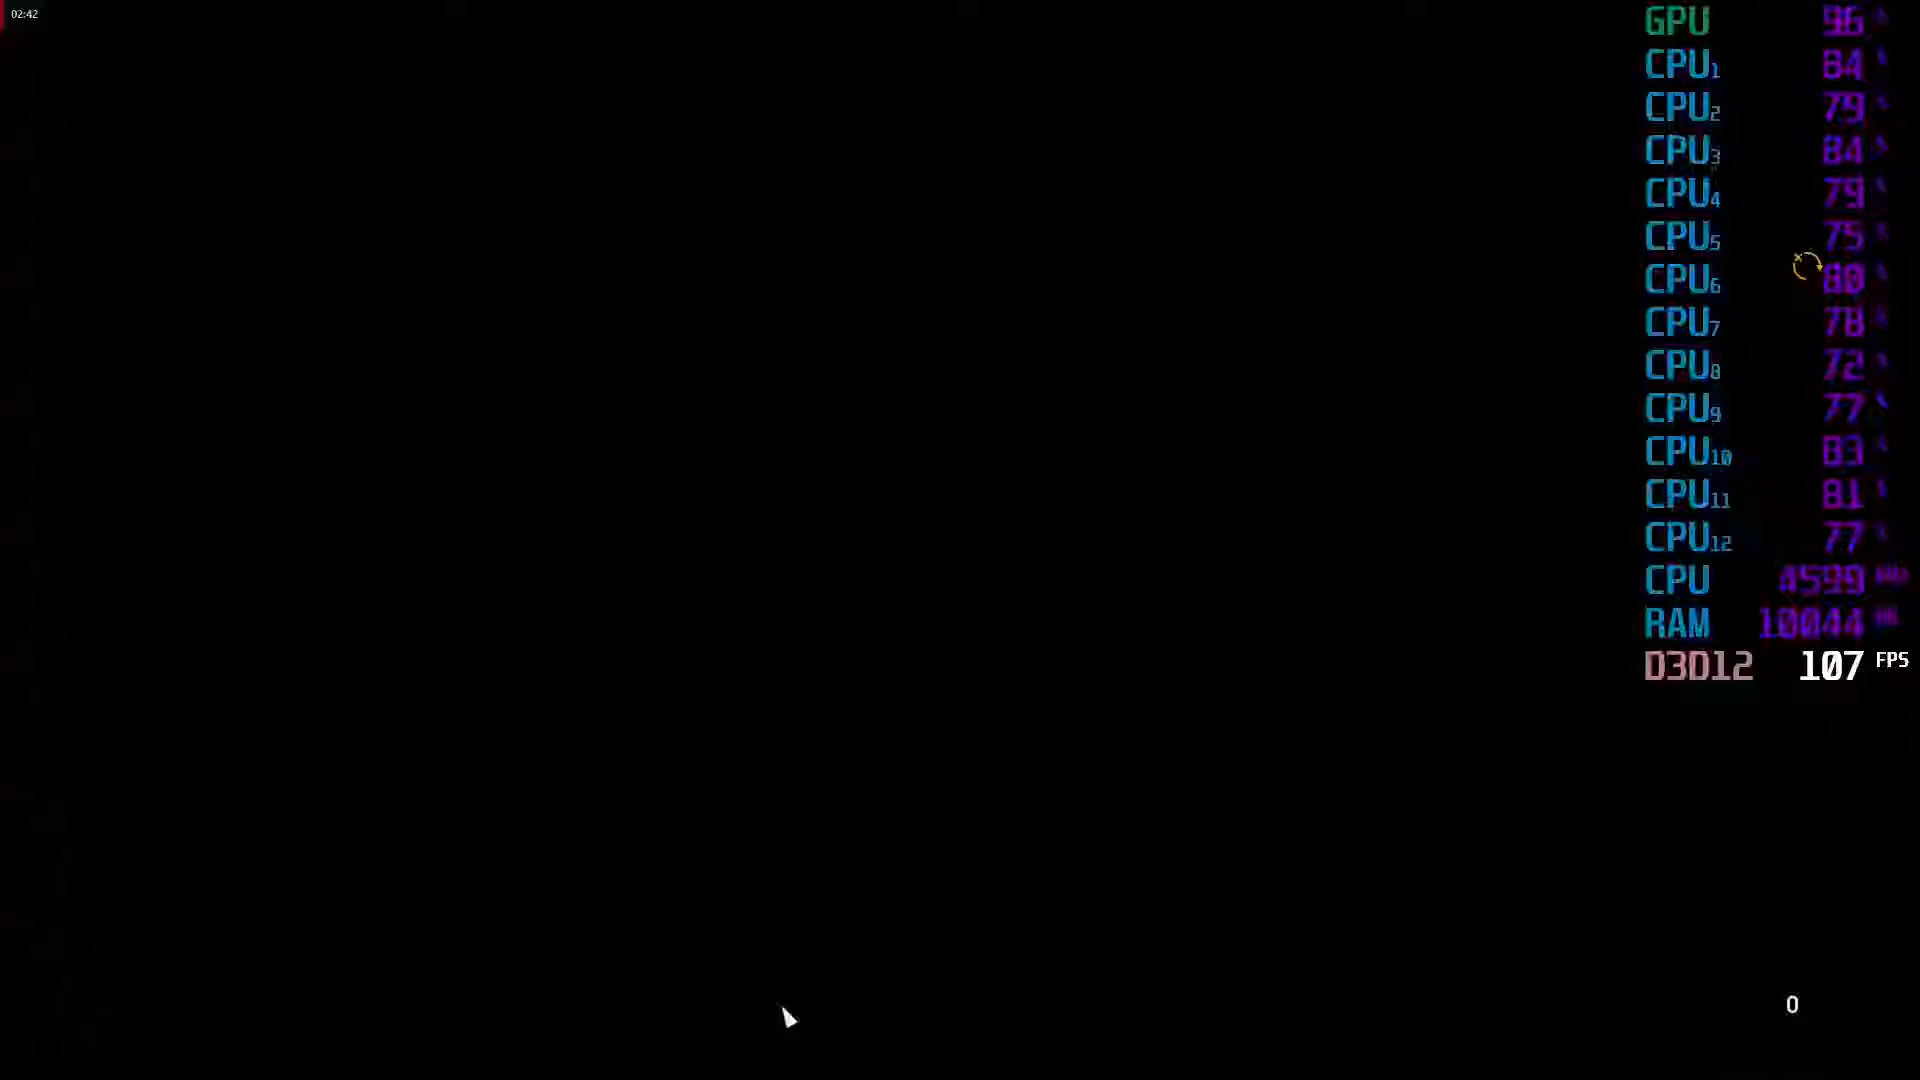 02:42
GPU 96
CPU1 84
CPU2 79
CPU3 84
CPU4 79
CPU5 75
CPU6 80
CPU7 78
CPU8 72
CPU9 77
CPU10 83
CPU11 81
CPU12 77
CPU 4599
RAM 10044
D3D12 107 FPS
0